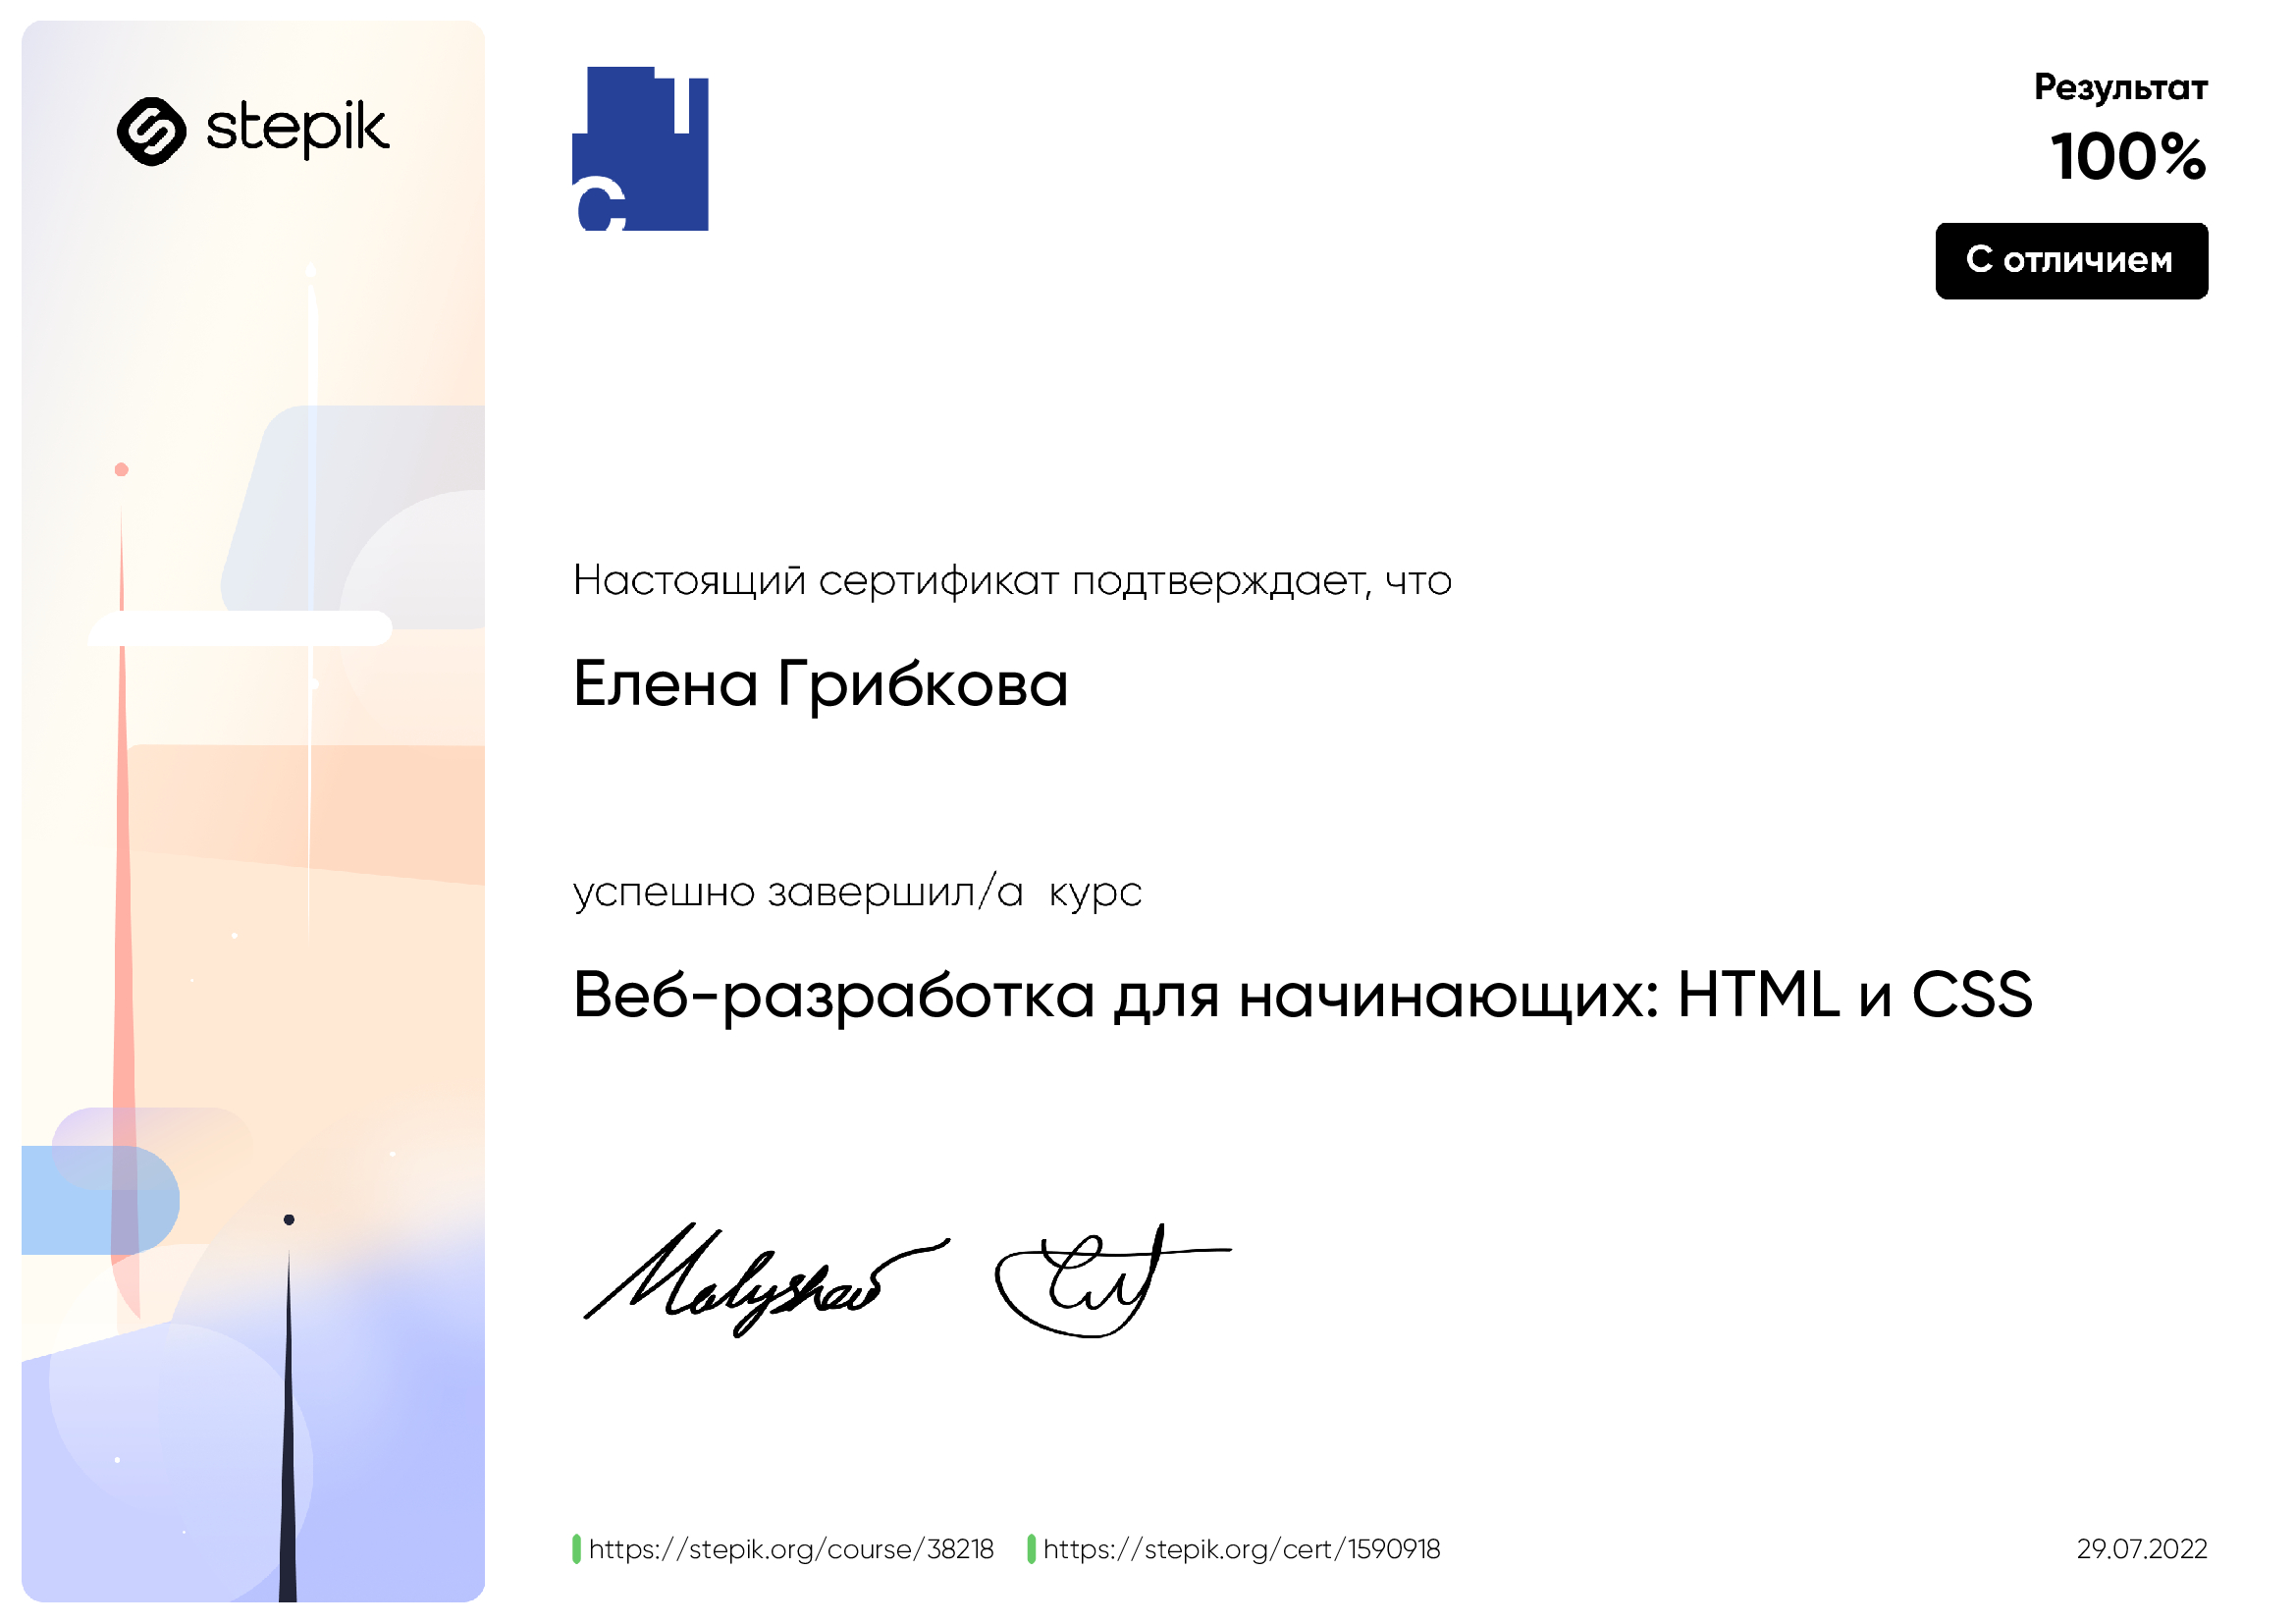 stepik
С
Результат
100%
С отличием
Настоящий сертификат подтверждает, что
Елена Грибкова
успешно завершил/а курс
Веб-разработка для начинающих: HTML и CSS
https://stepik.org/course/38218
https://stepik.org/cert/1590918
29.07.2022